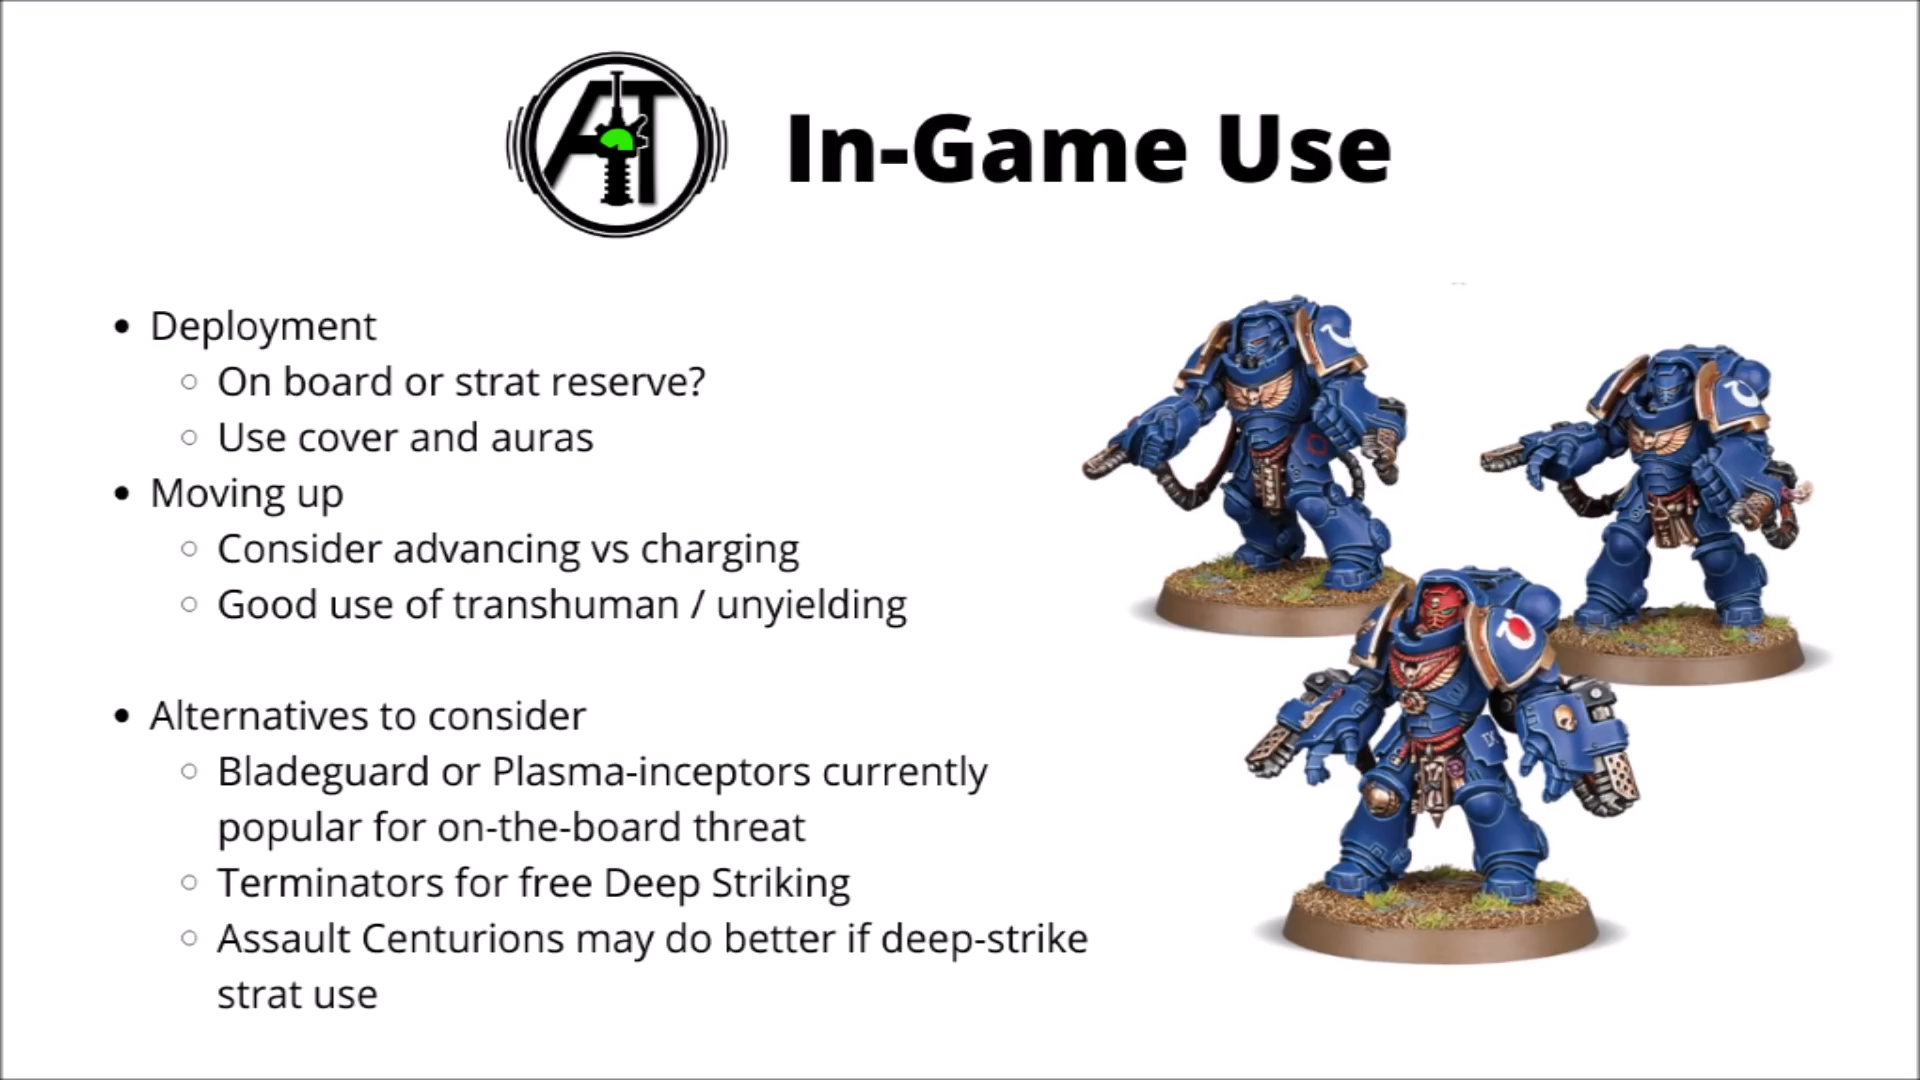 AT
In-Game Use
• Deployment
○ On board or strat reserve?
○ Use cover and auras
• Moving up
○ Consider advancing vs charging
○ Good use of transhuman / unyielding
• Alternatives to consider
○ Bladeguard or Plasma-inceptors currently
popular for on-the-board threat
○ Terminators for free Deep Striking
○ Assault Centurions may do better if deep-strike
strat use